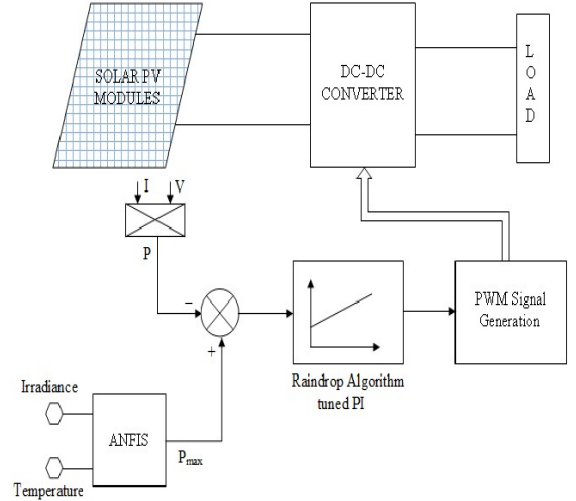 SOLAR PV
MODULES
DC-DC
CONVERTER
L
O
A
D
I V
P
−
+
PWM Signal
Generation
Raindrop Algorithm
tuned PI
Irradiance
ANFIS
Pmax
Temperature